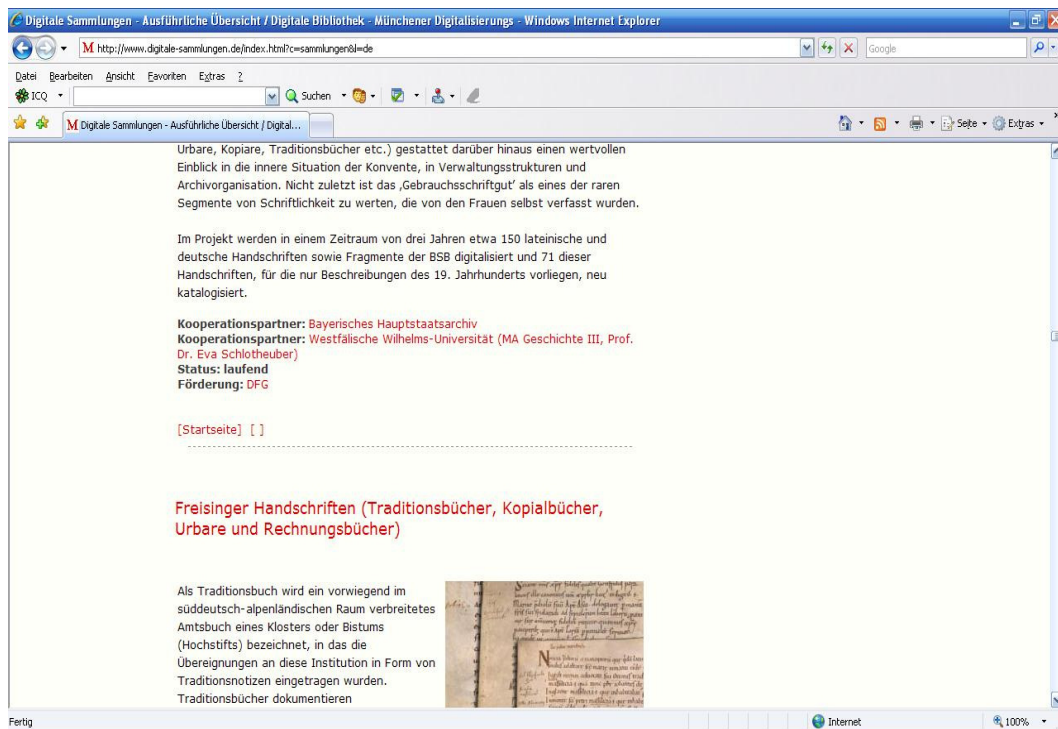 Digitale Sammlungen - Ausführliche Übersicht / Digitale Bibliothek - Münchener Digitalisierungs - Windows Internet Explorer
http://www.digitale-sammlungen.de/index.html?c=sammlungen&l=de
Google
Datei Bearbeiten Ansicht Favoriten Extras ?
ICQ Suchen
M Digitale Sammlungen - Ausführliche Übersicht / Digital... Seite Extras
Urbare, Kopiare, Traditionsbücher etc.) gestattet darüber hinaus einen wertvollen
Einblick in die innere Situation der Konvente, in Verwaltungsstrukturen und
Archivorganisation. Nicht zuletzt ist das ‚Gebrauchsschriftgut’ als eines der raren
Segmente von Schriftlichkeit zu werten, die von den Frauen selbst verfasst wurden.
Im Projekt werden in einem Zeitraum von drei Jahren etwa 150 lateinische und
deutsche Handschriften sowie Fragmente der BSB digitalisiert und 71 dieser
Handschriften, für die nur Beschreibungen des 19. Jahrhunderts vorliegen, neu
katalogisiert.
Kooperationspartner: Bayerisches Hauptstaatsarchiv
Kooperationspartner: Westfälische Wilhelms-Universität (MA Geschichte III, Prof.
Dr. Eva Schlotheuber)
Status: laufend
Förderung: DFG
[Startseite] [ ]
Freisinger Handschriften (Traditionsbücher, Kopialbücher,
Urbare und Rechnungsbücher)
Als Traditionsbuch wird ein vorwiegend im
süddeutsch-alpenländischen Raum verbreitetes
Amtsbuch eines Klosters oder Bistums
(Hochstifts) bezeichnet, in das die
Übereignungen an diese Institution in Form von
Traditionsnotizen eingetragen wurden.
Traditionsbücher dokumentieren
Fertig Internet 100%